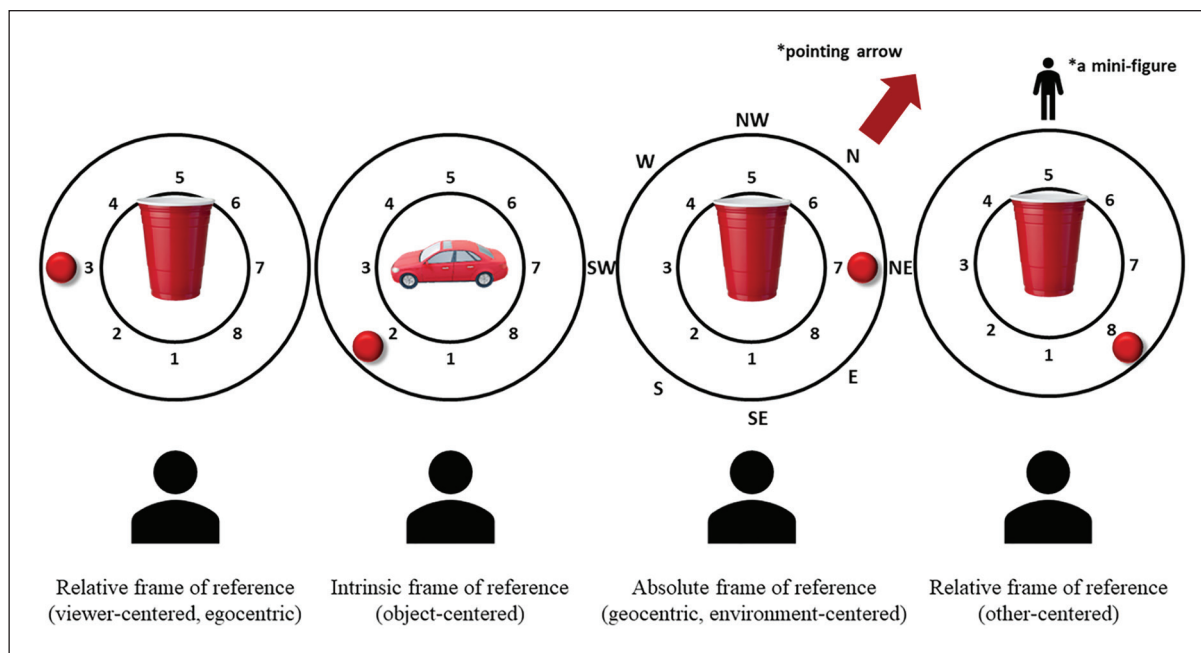 *pointing arrow
*a mini-figure
5
4
6
3
7
2
8
1
5
4
6
3
7
2
8
1
NW
W
N
SW
NE
S
E
SE
5
4
6
3
7
2
8
1
5
4
6
3
7
2
8
1
Relative frame of reference
(viewer-centered, egocentric)
Intrinsic frame of reference
(object-centered)
Absolute frame of reference
(geocentric, environment-centered)
Relative frame of reference
(other-centered)